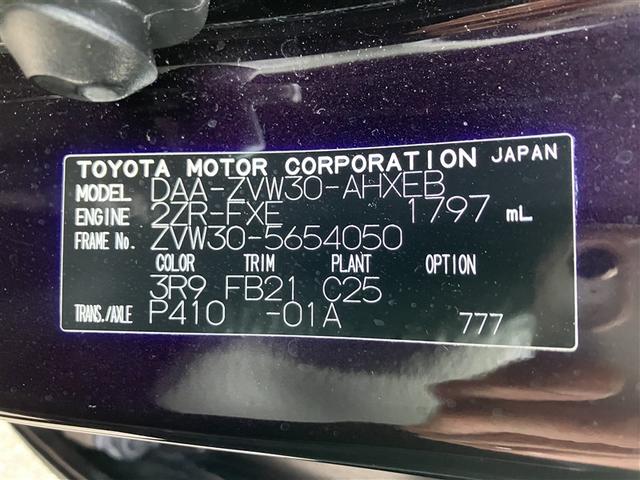 TOYOTA MOTOR CORPORATION JAPAN
MODEL DAA-ZVW30-AHXEB
ENGINE 2ZR-FXE 1797 mL
FRAME No. ZVW30-5654050
COLOR TRIM PLANT OPTION
3R9 FB21 C25
TRANS./AXLE P410 -01A 777